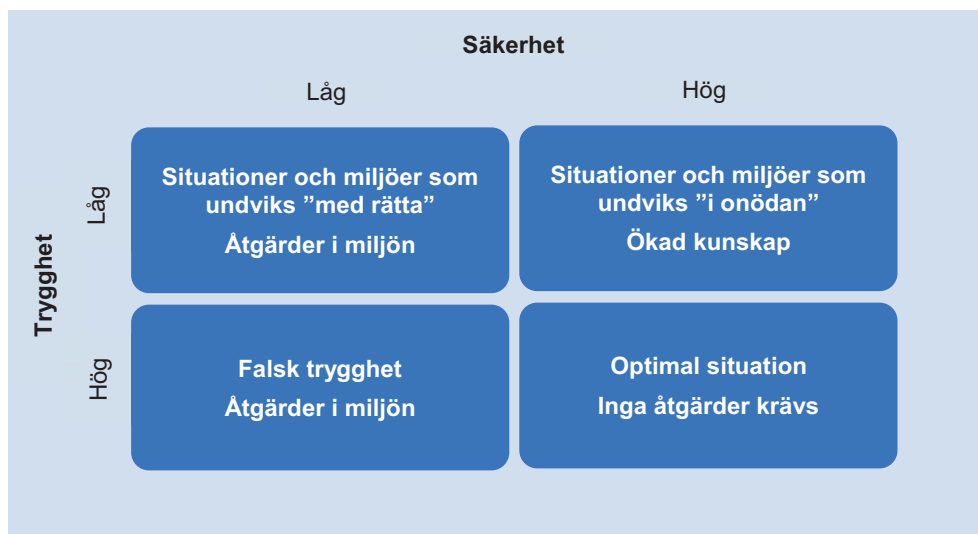 Säkerhet
Låg
Hög
Trygghet
Låg
Situationer och miljöer som
undviks ”med rätta”
Åtgärder i miljön
Situationer och miljöer som
undviks ”i onödan”
Ökad kunskap
Hög
Falsk trygghet
Åtgärder i miljön
Optimal situation
Inga åtgärder krävs